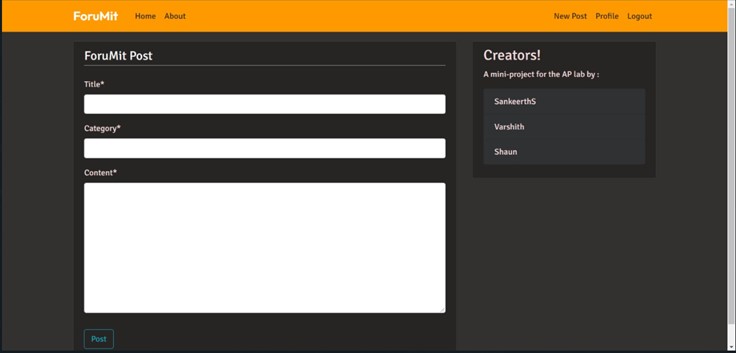 ForuMit Home About New Post Profile Logout
ForuMit Post
Title*
Category*
Content*
Post
Creators!
A mini-project for the AP lab by :
SankeerthS
Varshith
Shaun